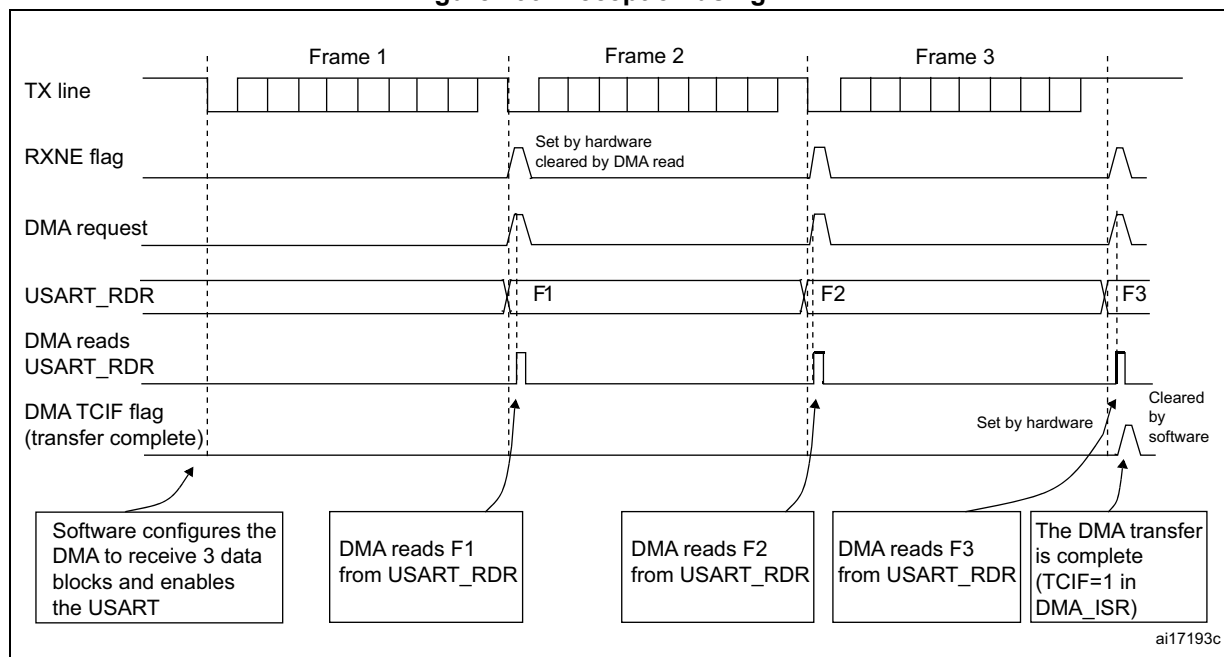 Frame 1
Frame 2
Frame 3
TX line
Set by hardware
cleared by DMA read
RXNE flag
DMA request
USART_RDR
F1
F2
F3
DMA reads
USART_RDR
DMA TCIF flag
(transfer complete)
Set by hardware
Cleared
by
software
Software configures the
DMA to receive 3 data
blocks and enables
the USART
DMA reads F1
from USART_RDR
DMA reads F2
from USART_RDR
DMA reads F3
from USART_RDR
The DMA transfer
is complete
(TCIF=1 in
DMA_ISR)
ai17193c